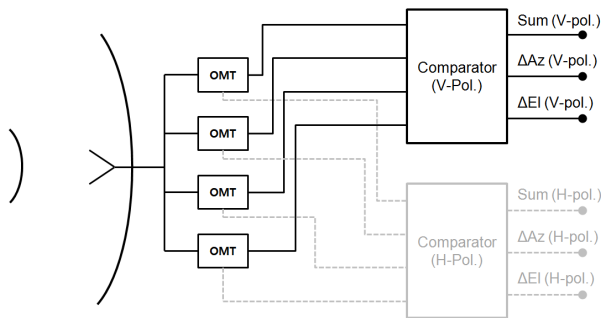 OMT
OMT
OMT
OMT
Comparator
(V-Pol.)
Sum (V-pol.)
ΔAz (V-pol.)
ΔEl (V-pol.)
Comparator
(H-Pol.)
Sum (H-pol.)
ΔAz (H-pol.)
ΔEl (H-pol.)